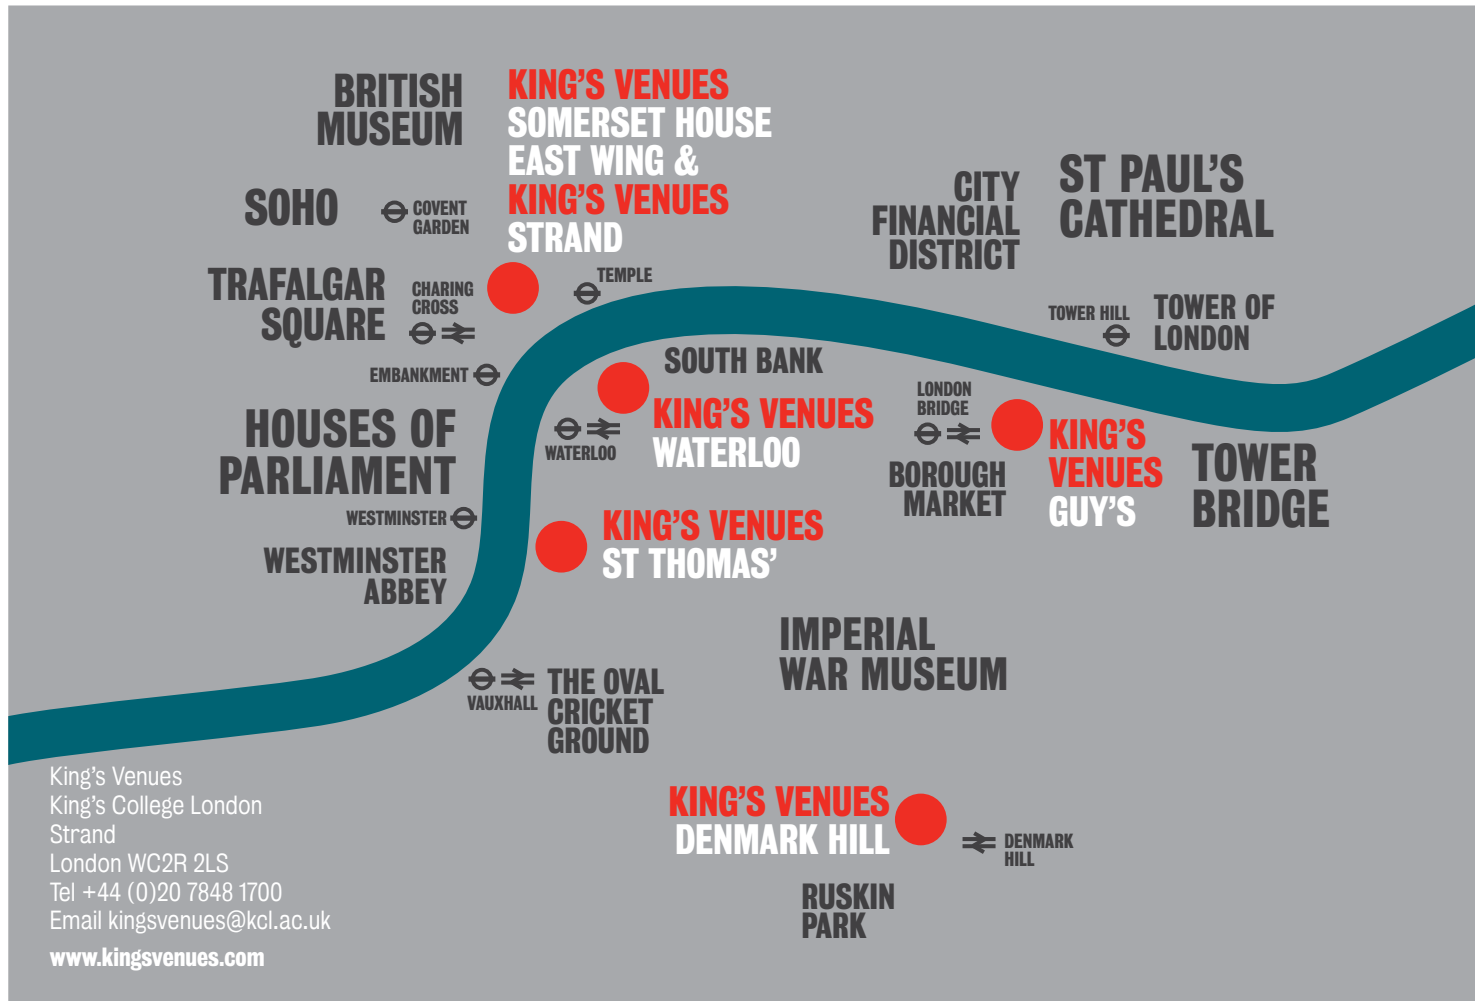 BRITISH
MUSEUM
KING'S VENUES
SOMERSET HOUSE
EAST WING &
KING'S VENUES
STRAND
SOHO
COVENT
GARDEN
CITY
FINANCIAL
DISTRICT
ST PAUL'S
CATHEDRAL
TRAFALGAR
SQUARE
CHARING
CROSS
TEMPLE
TOWER HILL
TOWER OF
LONDON
EMBANKMENT
SOUTH BANK
KING'S VENUES
WATERLOO
WATERLOO
LONDON
BRIDGE
BOROUGH
MARKET
KING'S
VENUES
GUY'S
TOWER
BRIDGE
HOUSES OF
PARLIAMENT
WESTMINSTER
WESTMINSTER
ABBEY
KING'S VENUES
ST THOMAS'
IMPERIAL
WAR MUSEUM
VAUXHALL
THE OVAL
CRICKET
GROUND
KING'S VENUES
DENMARK HILL
DENMARK
HILL
RUSKIN
PARK
King's Venues
King's College London
Strand
London WC2R 2LS
Tel +44 (0)20 7848 1700
Email kingsvenues@kcl.ac.uk
www.kingsvenues.com